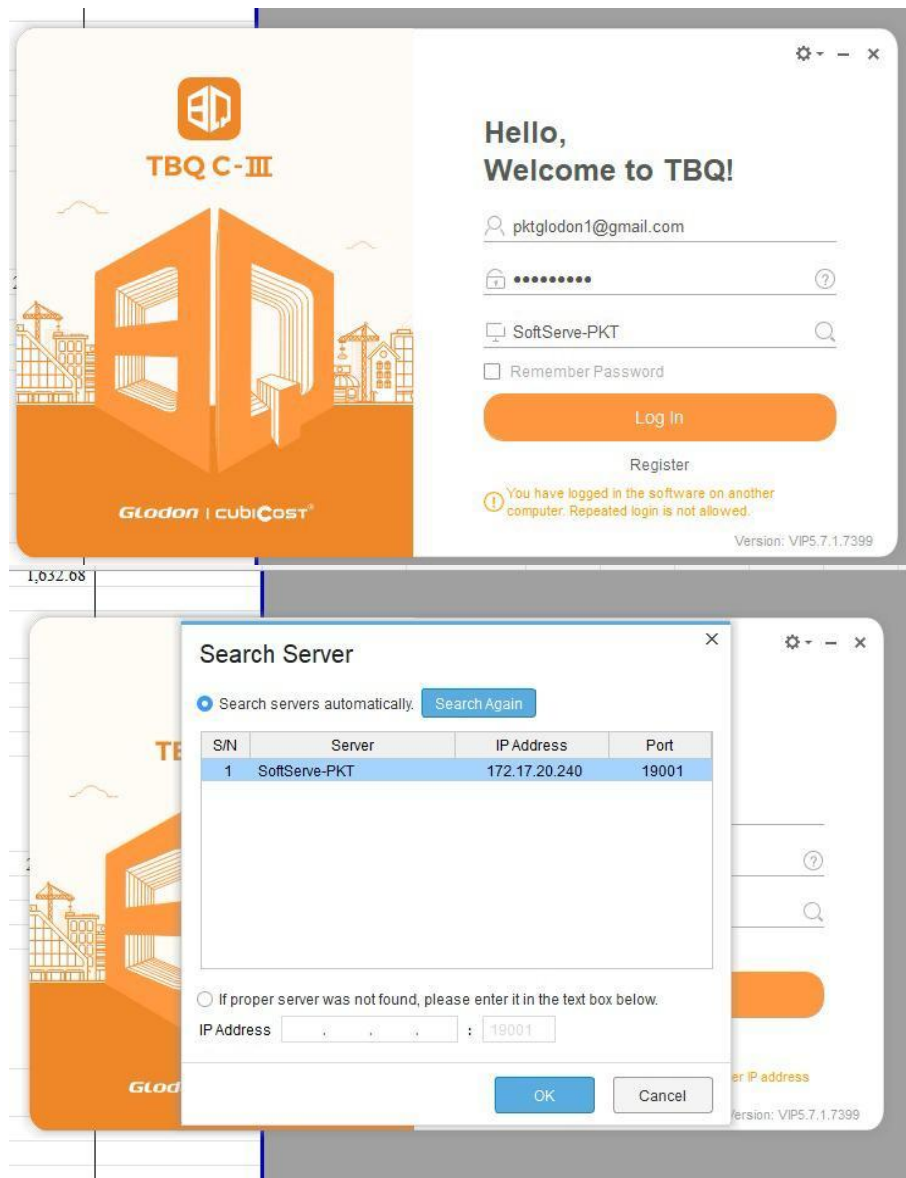 BQ
TBQ C-III
Hello,
Welcome to TBQ!
pktglodon1@gmail.com
•••••••••
SoftServe-PKT
Remember Password
Log In
Register
You have logged in the software on another
computer. Repeated login is not allowed.
GLodon | cubiCost®
Version: VIP5.7.1.7399
1,632.68
Search Server
Search servers automatically. Search Again
S/N Server IP Address Port
1 SoftServe-PKT 172.17.20.240 19001
If proper server was not found, please enter it in the text box below.
IP Address . . . : 19001
OK Cancel
er IP address
GLod
Version: VIP5.7.1.7399